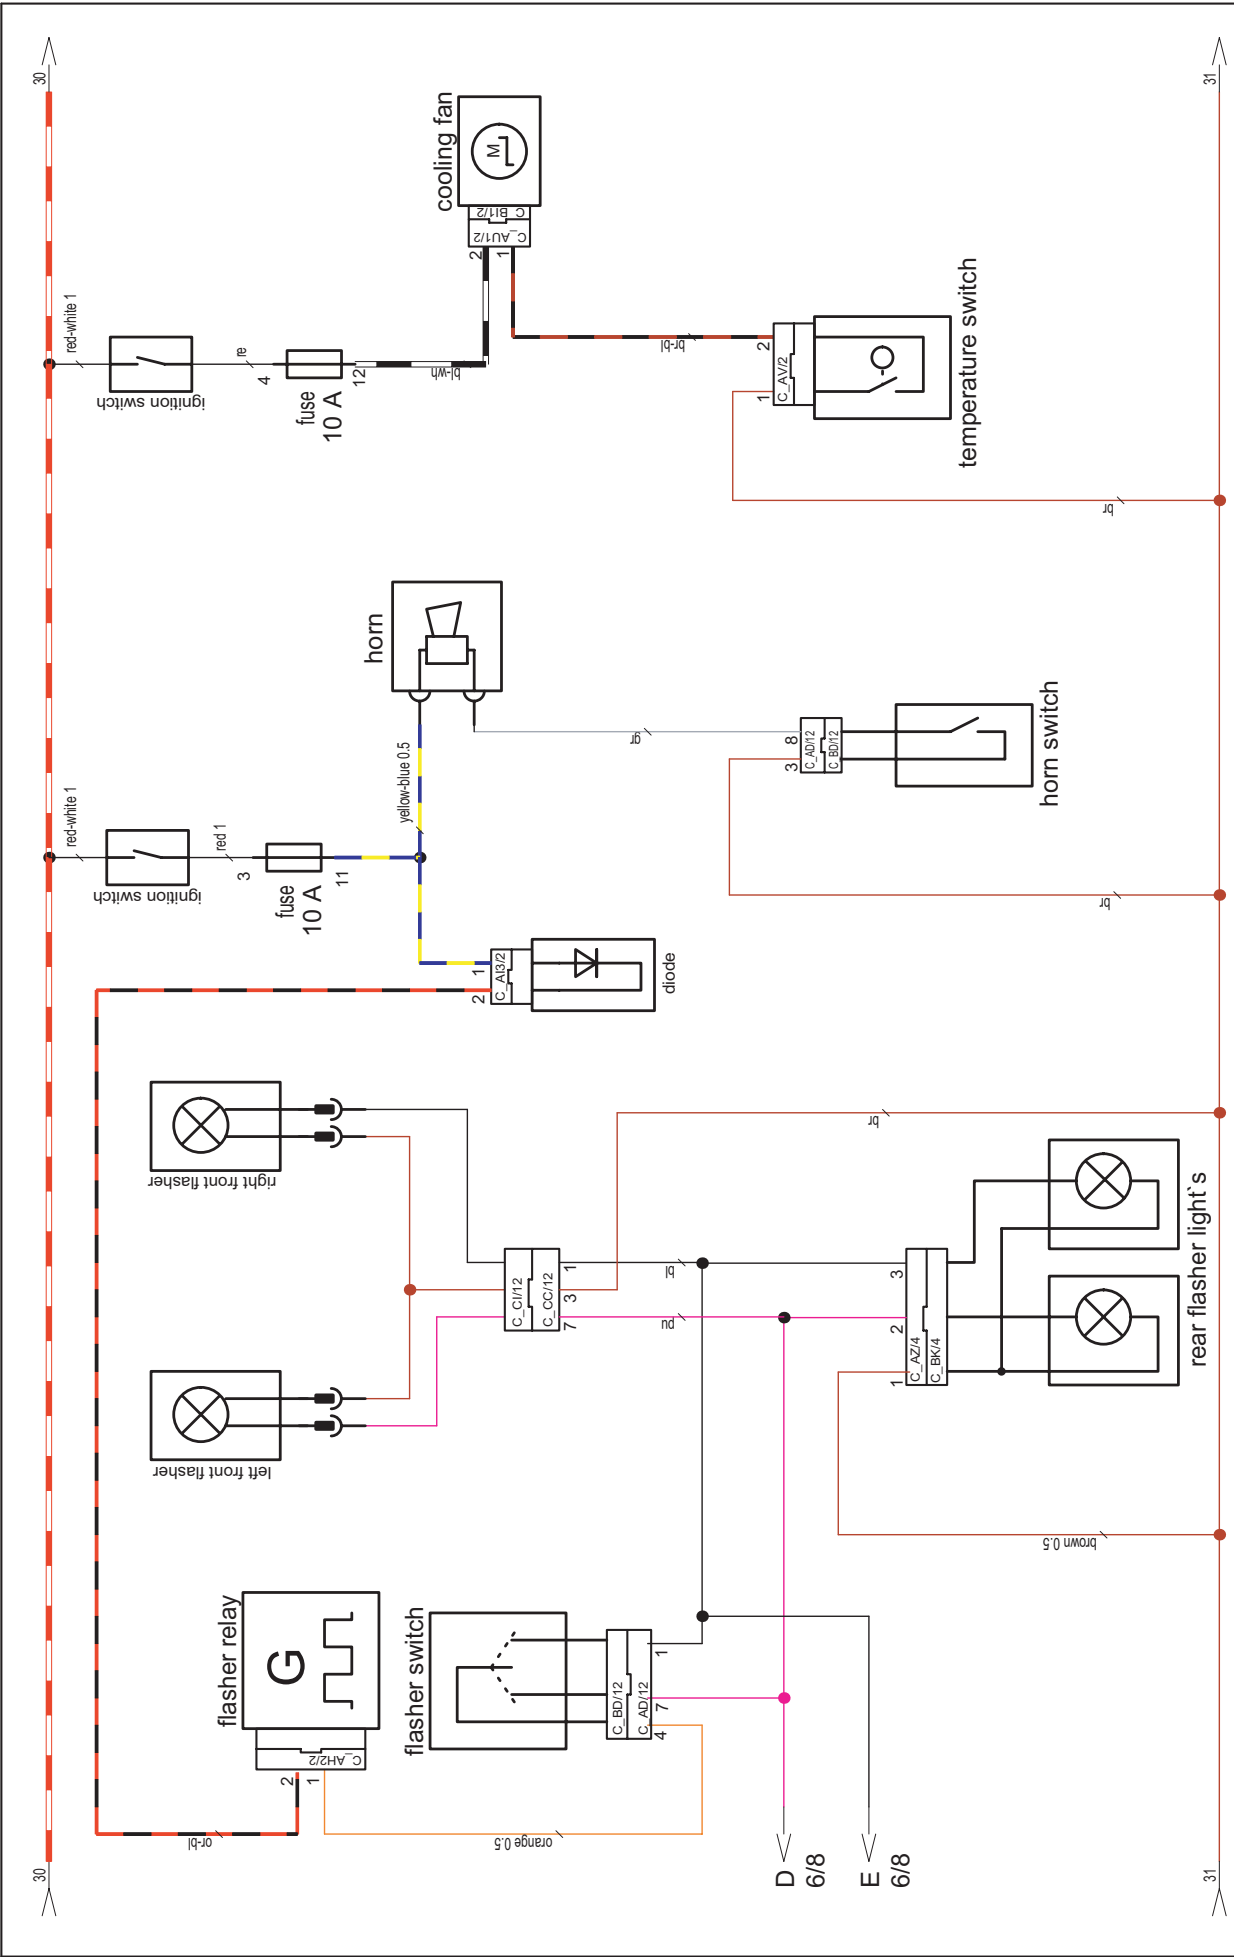 30
30
red-white 1
ignition switch
red 1
3
fuse
10 A
11
yellow-blue 0.5
red-white 1
ignition switch
re
4
fuse
10 A
12
bl-wh
flasher relay
G
C_AH2/2
2
1
or-bl
orange 0.5
flasher switch
C_BD/12
C_AD/12
4
7
1
left front flasher
right front flasher
C_CI/12
C_CC/12
7
3
1
pu
bl
br
diode
C_AI3/2
2
1
horn
gr
3
8
C_AD/12
C_BD/12
horn switch
br
cooling fan
M
C_BI1/2
C_AU1/2
2
1
br-bl
1
2
C_AV/2
temperature switch
br
1
2
3
C_AZ/4
C_BK/4
rear flasher light`s
brown 0.5
D
6/8
E
6/8
31
31